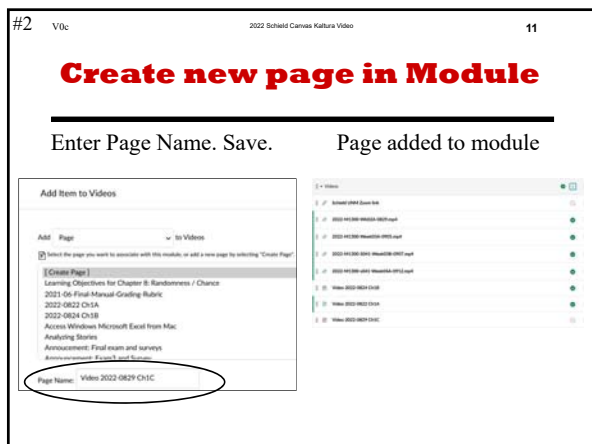 #2 V0c 2022 Schield Canvas Kaltura Video 11
Create new page in Module
Enter Page Name. Save.
Page added to module
Add Item to Videos
Add Page to Videos
Select the page you want to associate with this module, or add a new page by selecting "Create Page".
[ Create Page ]
Learning Objectives for Chapter 8: Randomness / Chance
2021-06-Final-Manual-Grading-Rubric
2022-0822 Ch1A
2022-0824 Ch1B
Access Windows Microsoft Excel from Mac
Analyzing Stories
Annoucement: Final exam and surveys
Announcement: Exam3 and Survey
Page Name: Video 2022-0829 Ch1C
Videos
Video 2022-0824 Ch1B
Video 2022-0822 Ch1A
Video 2022-0829 Ch1C